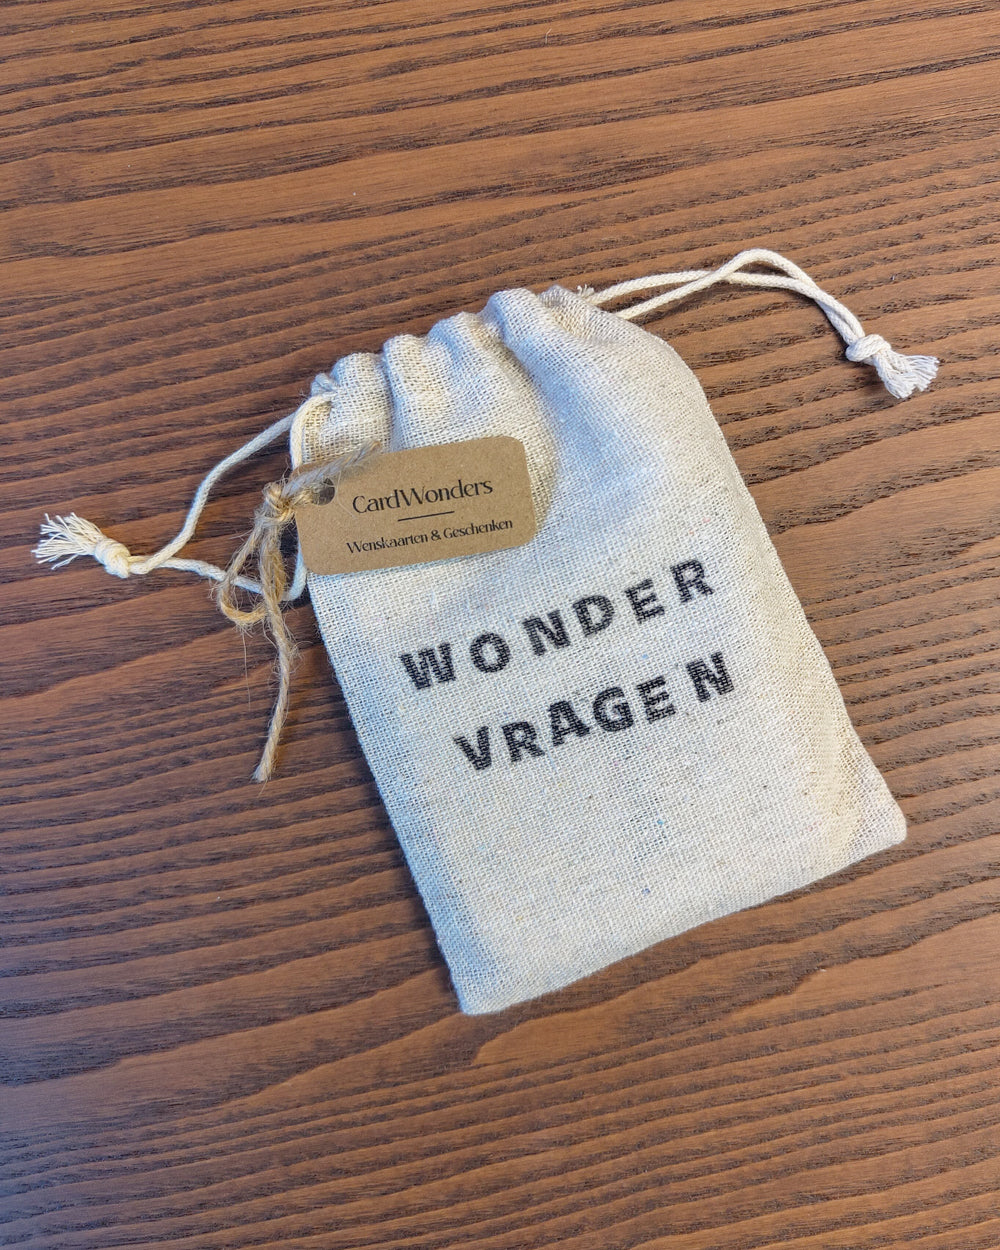 CardWonders
Wenskaarten & Geschenken
WONDER
VRAGEN